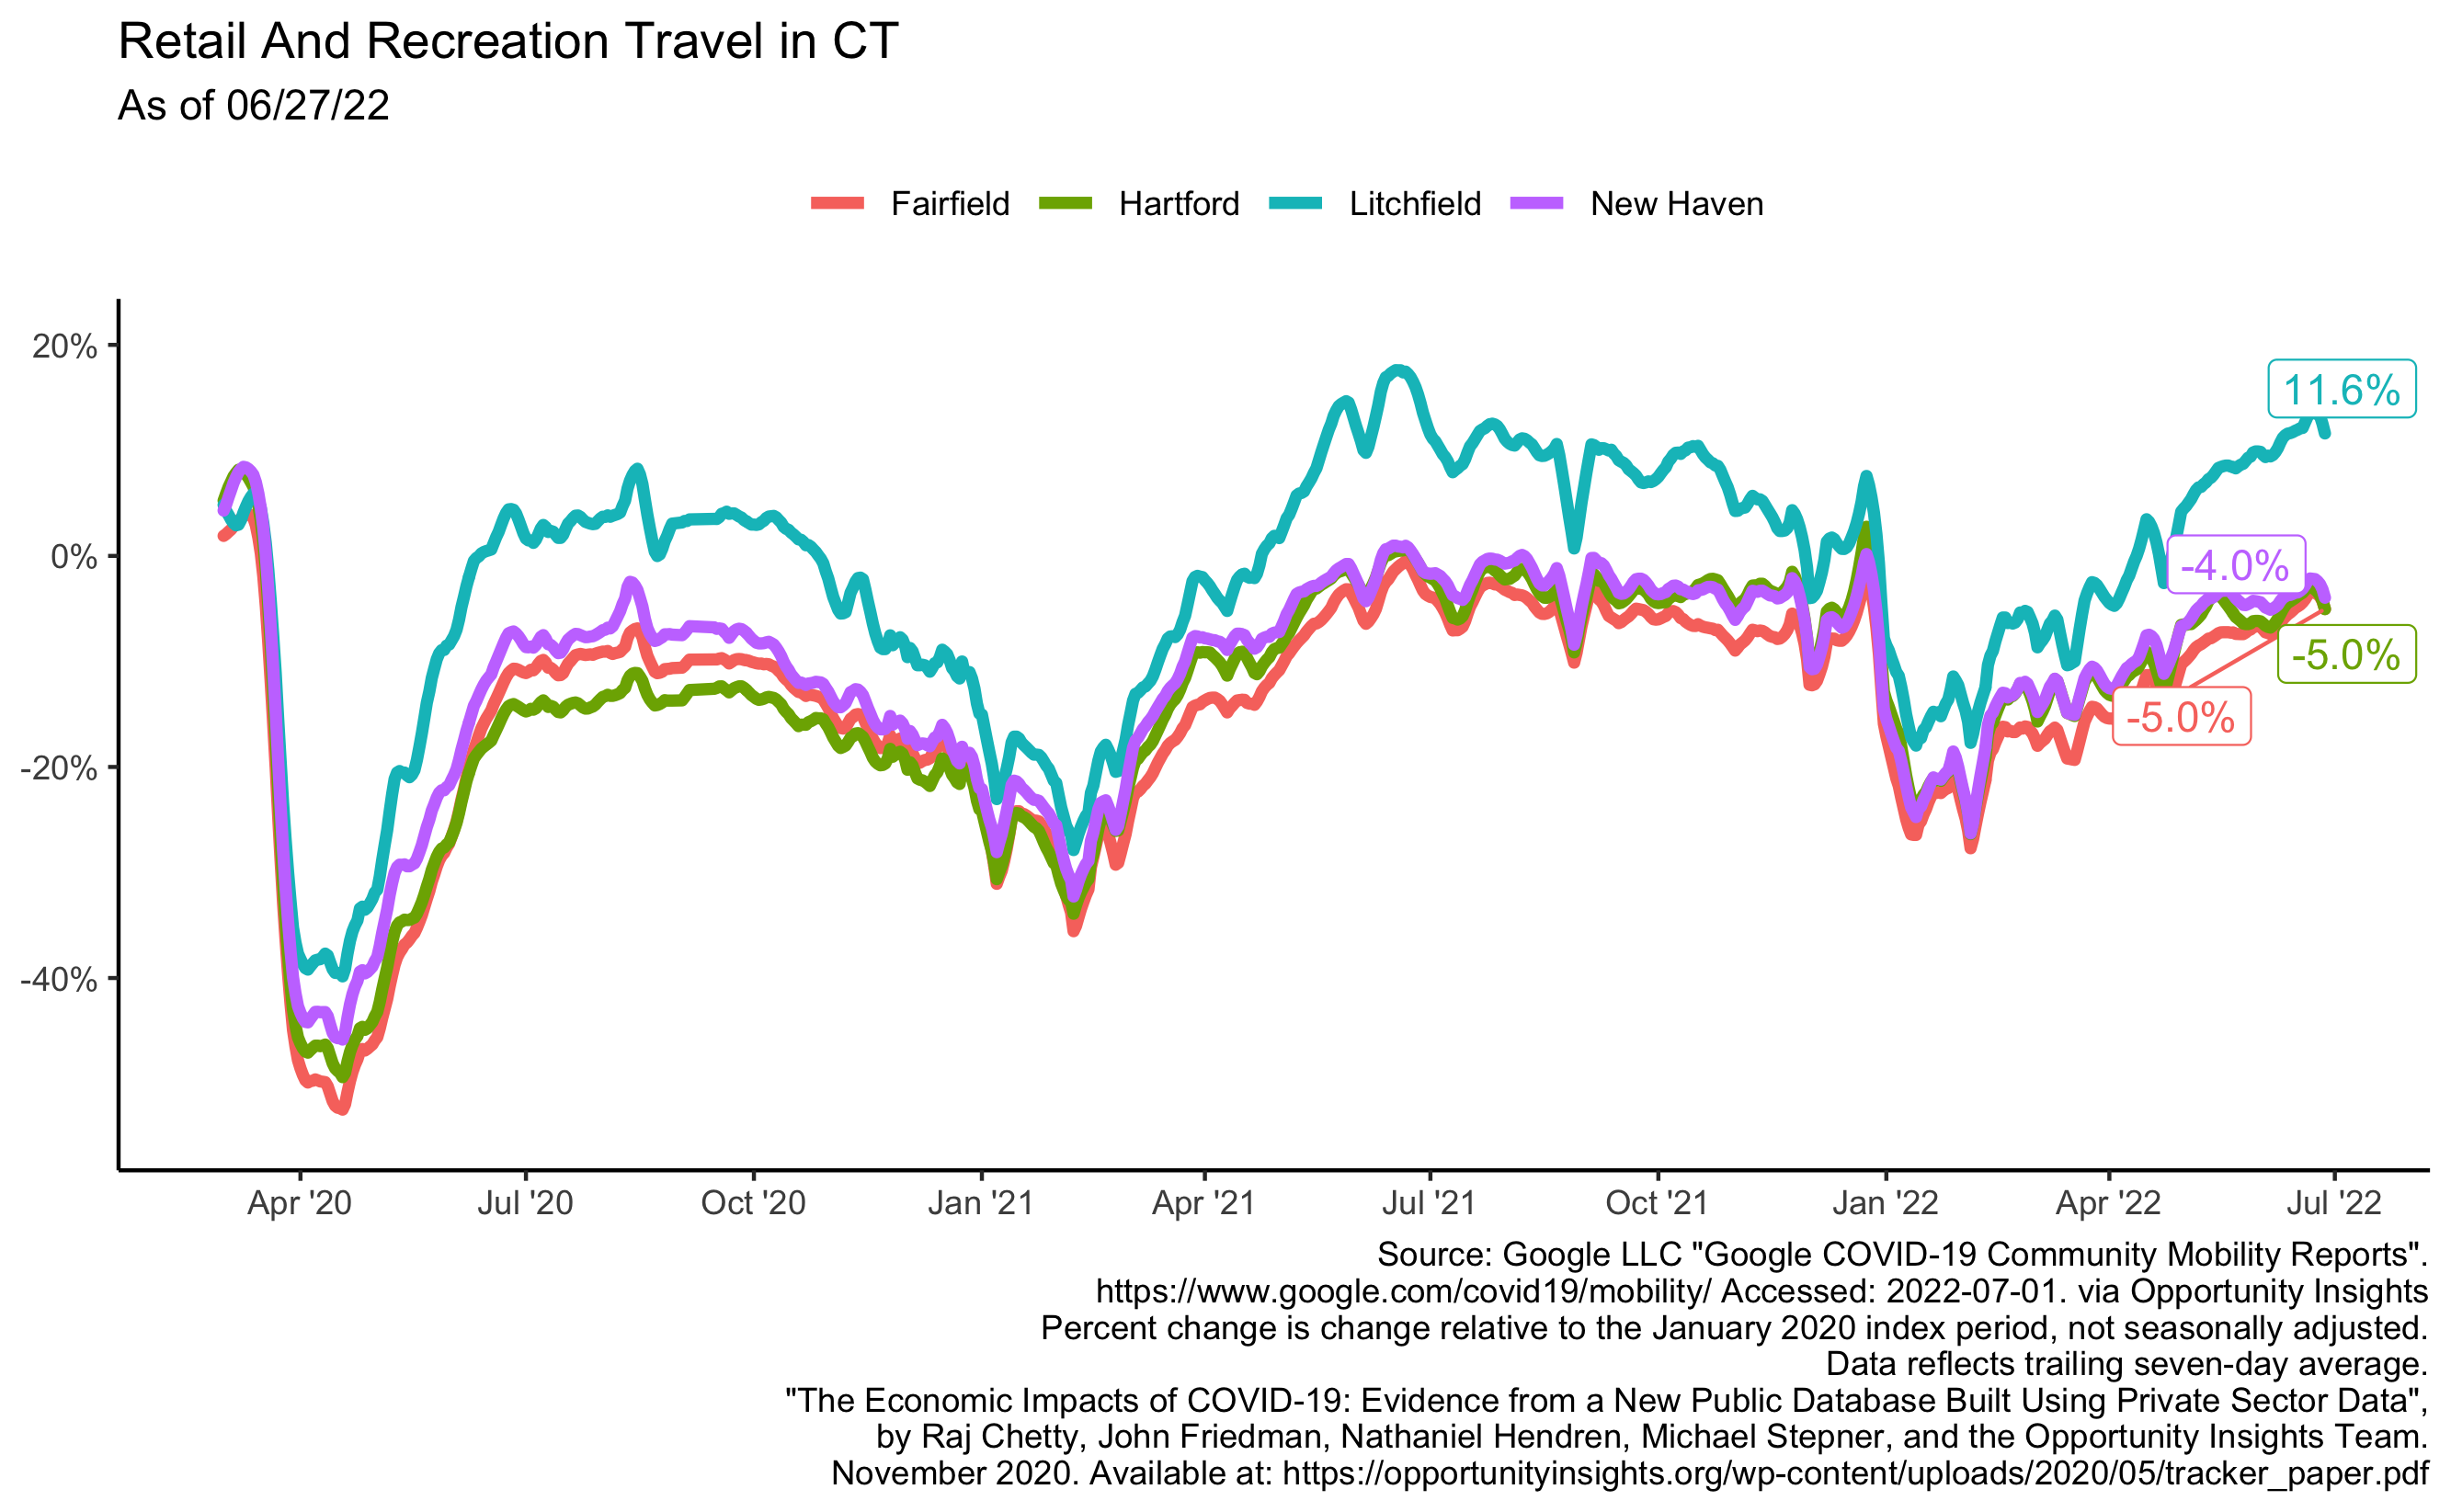 Retail And Recreation Travel in CT
As of 06/27/22
Fairfield Hartford Litchfield New Haven
20%
0%
-20%
-40%
11.6%
-4.0%
-5.0%
-5.0%
Apr '20 Jul '20 Oct '20 Jan '21 Apr '21 Jul '21 Oct '21 Jan '22 Apr '22 Jul '22
Source: Google LLC "Google COVID-19 Community Mobility Reports".
https://www.google.com/covid19/mobility/ Accessed: 2022-07-01. via Opportunity Insights
Percent change is change relative to the January 2020 index period, not seasonally adjusted.
Data reflects trailing seven-day average.
"The Economic Impacts of COVID-19: Evidence from a New Public Database Built Using Private Sector Data",
by Raj Chetty, John Friedman, Nathaniel Hendren, Michael Stepner, and the Opportunity Insights Team.
November 2020. Available at: https://opportunityinsights.org/wp-content/uploads/2020/05/tracker_paper.pdf